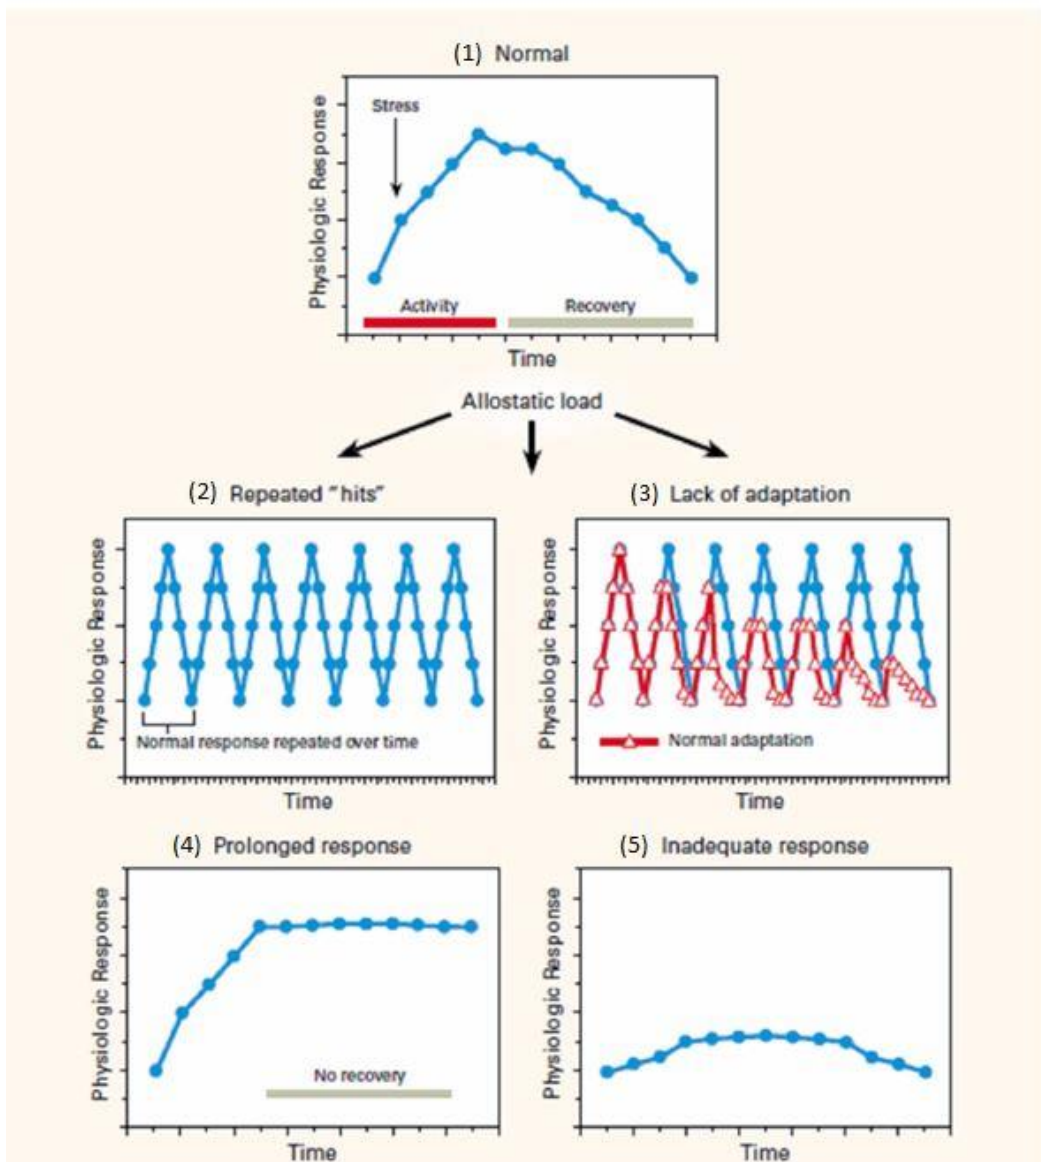 (1) Normal
Stress
Physiologic Response
Activity
Recovery
Time
Allostatic load
(2) Repeated "hits"
Physiologic Response
Normal response repeated over time
Time
(3) Lack of adaptation
Physiologic Response
Normal adaptation
Time
(4) Prolonged response
Physiologic Response
No recovery
Time
(5) Inadequate response
Physiologic Response
Time